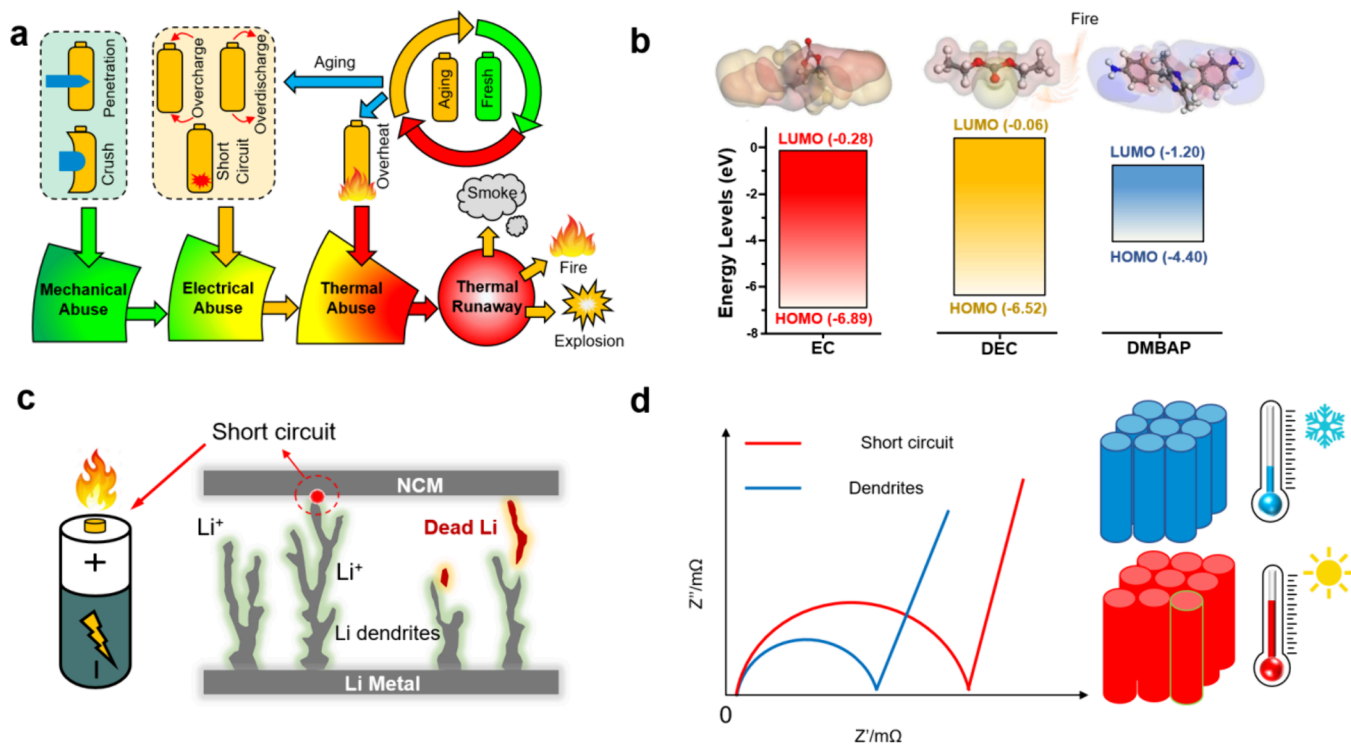 a
Penetration
Crush
Overcharge
Overdischarge
Short
Circuit
Aging
Overheat
Aging
Fresh
Smoke
Fire
Explosion
Mechanical
Abuse
Electrical
Abuse
Thermal
Abuse
Thermal
Runaway
b
Fire
Energy Levels (eV)
0
-2
-4
-6
-8
LUMO (-0.28)
HOMO (-6.89)
EC
LUMO (-0.06)
HOMO (-6.52)
DEC
LUMO (-1.20)
HOMO (-4.40)
DMBAP
c
Short circuit
+
NCM
Li⁺
Li⁺
Dead Li
Li dendrites
Li Metal
d
Short circuit
Dendrites
Z''/mΩ
0
Z'/mΩ